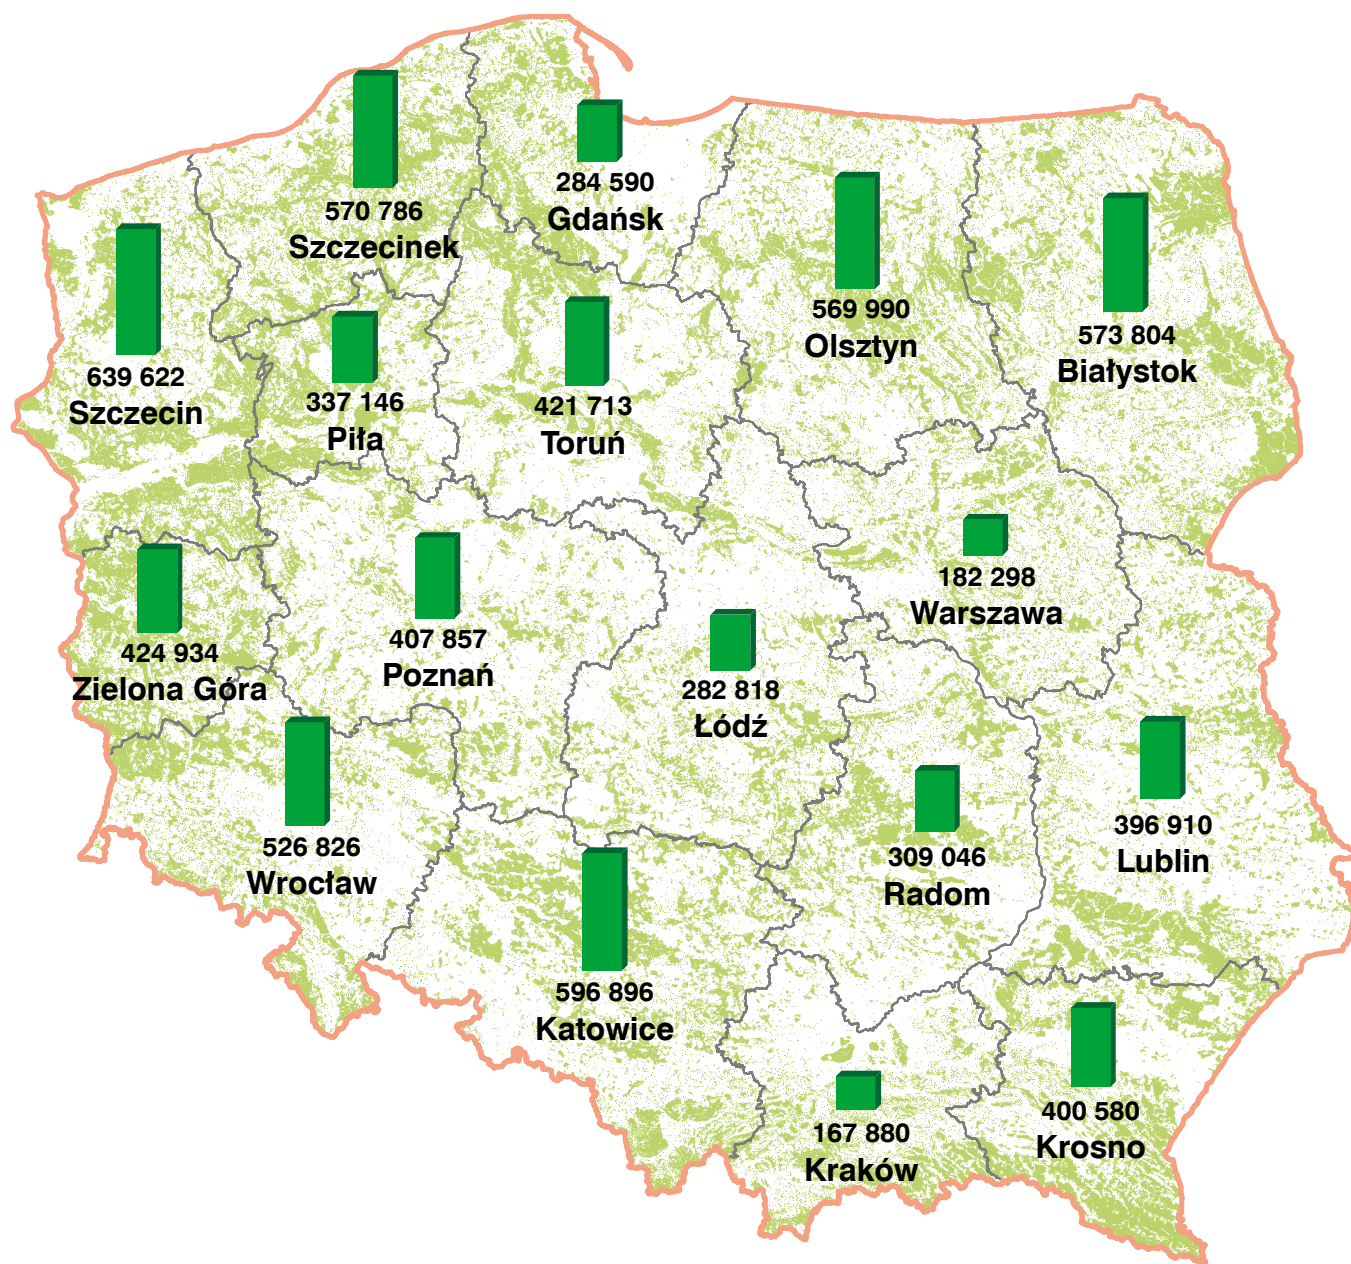 284 590
Gdańsk
570 786
Szczecinek
569 990
Olsztyn
573 804
Białystok
639 622
Szczecin
337 146
Piła
421 713
Toruń
182 298
Warszawa
424 934
Zielona Góra
407 857
Poznań
282 818
Łódź
526 826
Wrocław
309 046
Radom
396 910
Lublin
596 896
Katowice
167 880
Kraków
400 580
Krosno